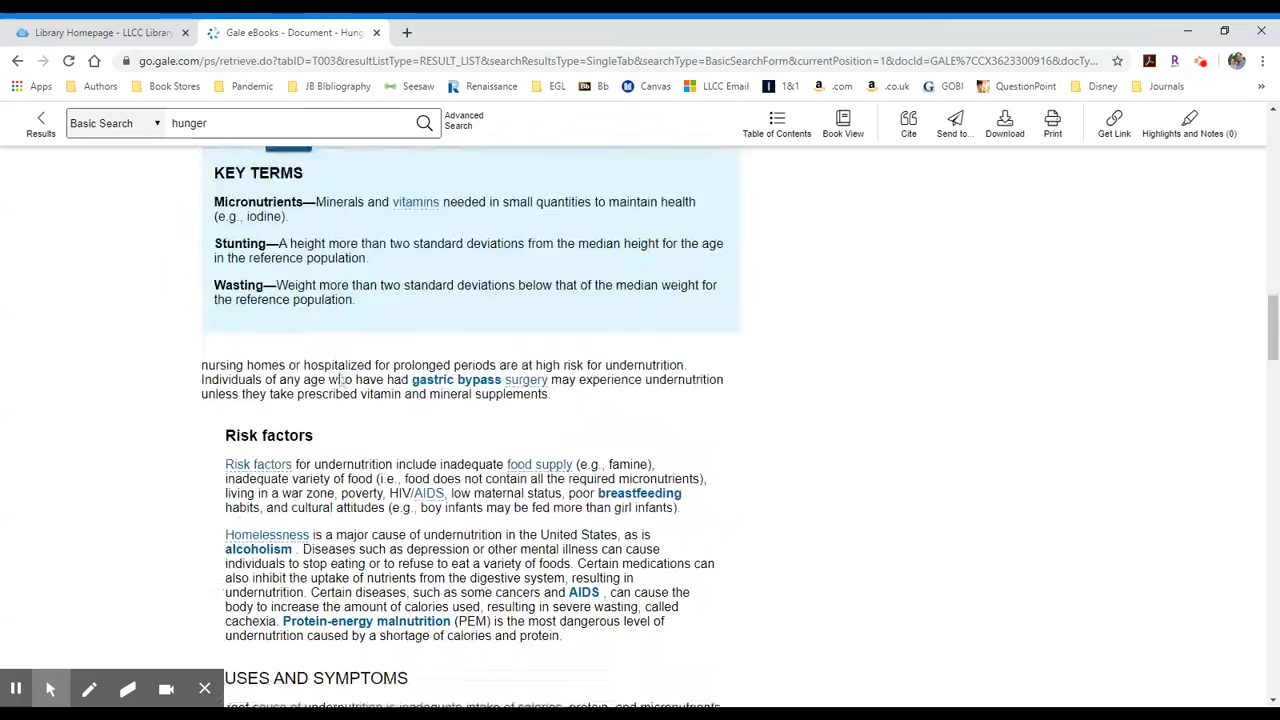 Library Homepage - LLCC Library
Gale eBooks - Document - Hung
go.gale.com/ps/retrieve.do?tabID=T003&resultListType=RESULT_LIST&searchResultsType=SingleTab&searchType=BasicSearchForm&currentPosition=1&docId=GALE%7CCX3623300916&docTy...
Apps Authors Book Stores Pandemic JB BIbliography Seesaw Renaissance EGL Bb Canvas LLCC Email 1&1 .com .co.uk GOBI QuestionPoint Disney Journals
Results Basic Search hunger Advanced Search Table of Contents Book View Cite Send to... Download Print Get Link Highlights and Notes (0)
KEY TERMS
Micronutrients—Minerals and vitamins needed in small quantities to maintain health
(e.g., iodine).
Stunting—A height more than two standard deviations from the median height for the age
in the reference population.
Wasting—Weight more than two standard deviations below that of the median weight for
the reference population.
nursing homes or hospitalized for prolonged periods are at high risk for undernutrition.
Individuals of any age who have had gastric bypass surgery may experience undernutrition
unless they take prescribed vitamin and mineral supplements.
Risk factors
Risk factors for undernutrition include inadequate food supply (e.g., famine),
inadequate variety of food (i.e., food does not contain all the required micronutrients),
living in a war zone, poverty, HIV/AIDS, low maternal status, poor breastfeeding
habits, and cultural attitudes (e.g., boy infants may be fed more than girl infants).
Homelessness is a major cause of undernutrition in the United States, as is
alcoholism . Diseases such as depression or other mental illness can cause
individuals to stop eating or to refuse to eat a variety of foods. Certain medications can
also inhibit the uptake of nutrients from the digestive system, resulting in
undernutrition. Certain diseases, such as some cancers and AIDS , can cause the
body to increase the amount of calories used, resulting in severe wasting, called
cachexia. Protein-energy malnutrition (PEM) is the most dangerous level of
undernutrition caused by a shortage of calories and protein.
USES AND SYMPTOMS
cause of undernutrition is inadequate intake of calories, protein, and micronutrients